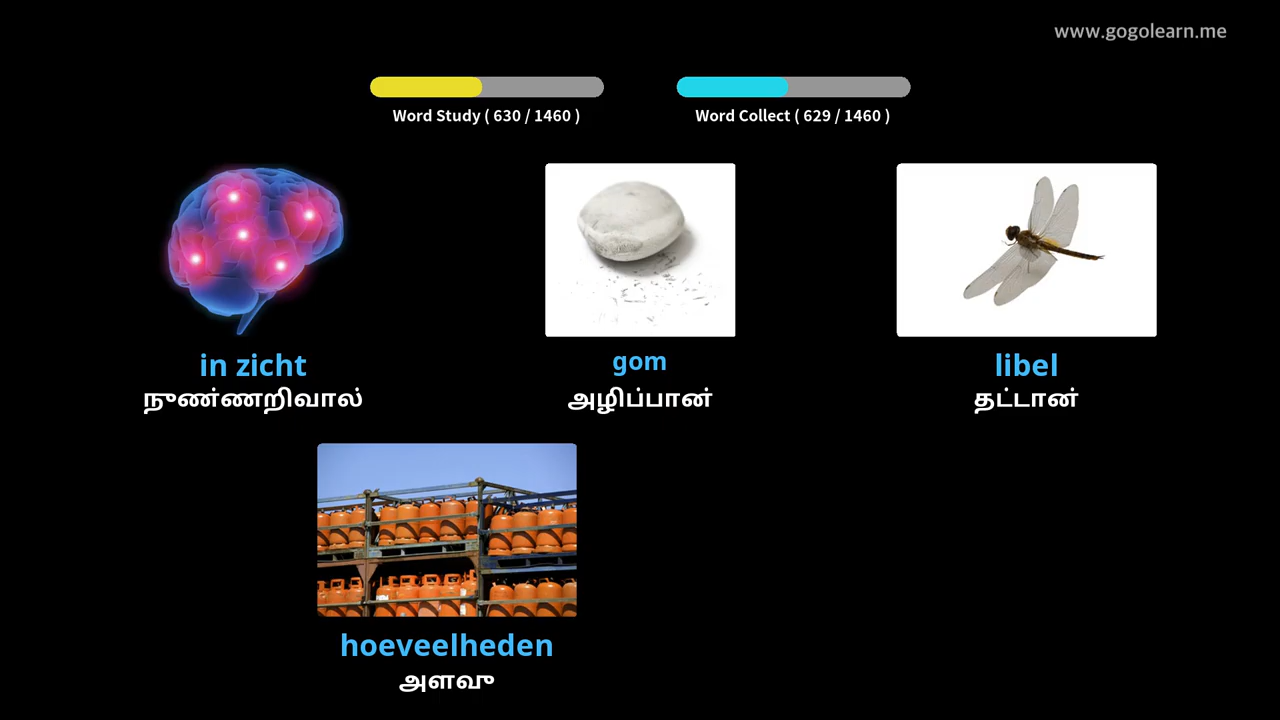 www.gogolearn.me
Word Study ( 630 / 1460 )
Word Collect ( 629 / 1460 )
in zicht
நுண்ணறிவால்
gom
அழிப்பான்
libel
தட்டான்
hoeveelheden
அளவு